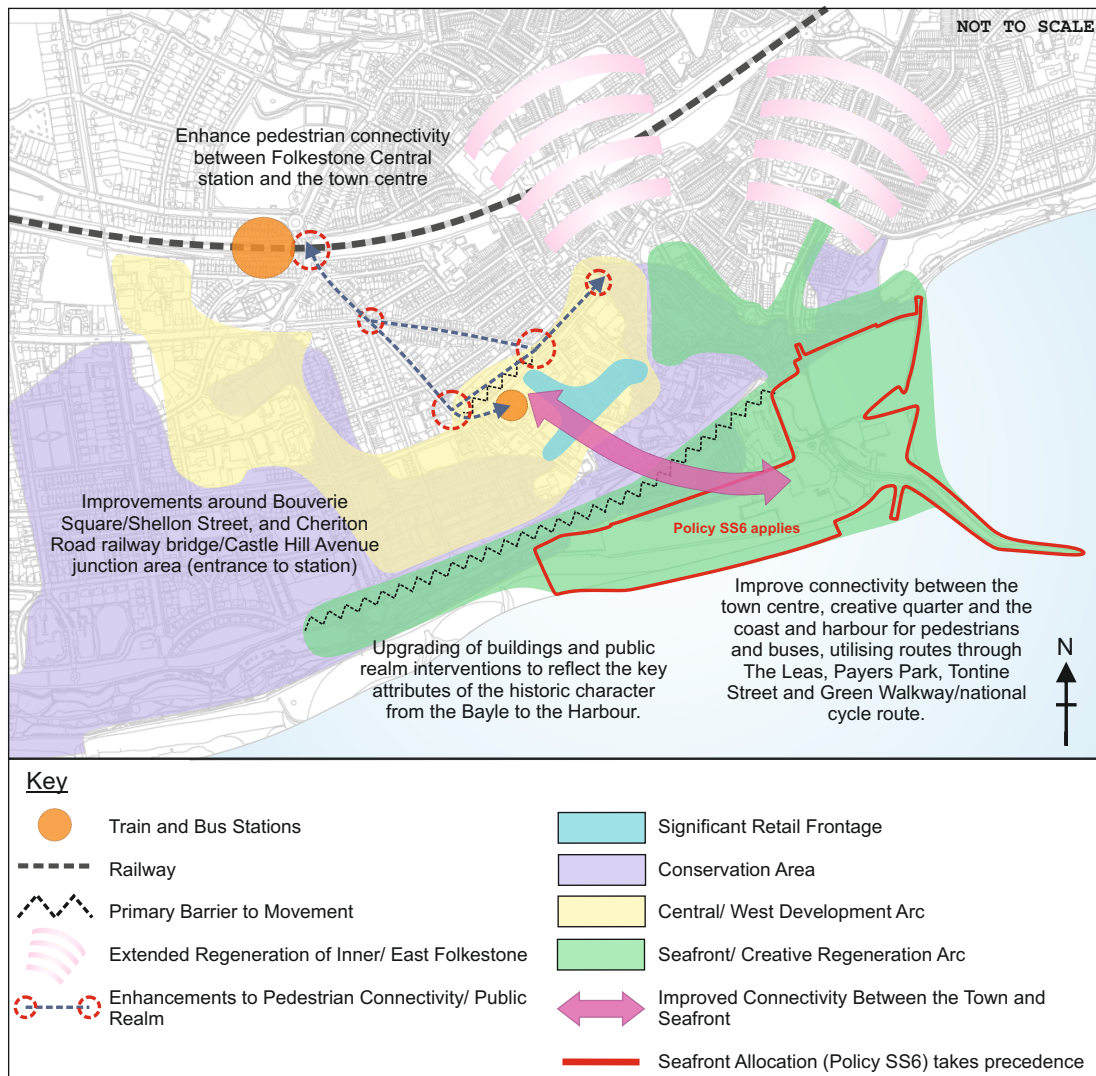 NOT TO SCALE
Enhance pedestrian connectivity
between Folkestone Central
station and the town centre
Improvements around Bouverie
Square/Shellon Street, and Cheriton
Road railway bridge/Castle Hill Avenue
junction area (entrance to station)
Policy SS6 applies
Upgrading of buildings and public
realm interventions to reflect the key
attributes of the historic character
from the Bayle to the Harbour.
Improve connectivity between the
town centre, creative quarter and the
coast and harbour for pedestrians
and buses, utilising routes through
The Leas, Payers Park, Tontine
Street and Green Walkway/national
cycle route.
N
Key
Train and Bus Stations
Railway
Primary Barrier to Movement
Extended Regeneration of Inner/ East Folkestone
Enhancements to Pedestrian Connectivity/ Public
Realm
Significant Retail Frontage
Conservation Area
Central/ West Development Arc
Seafront/ Creative Regeneration Arc
Improved Connectivity Between the Town and
Seafront
Seafront Allocation (Policy SS6) takes precedence